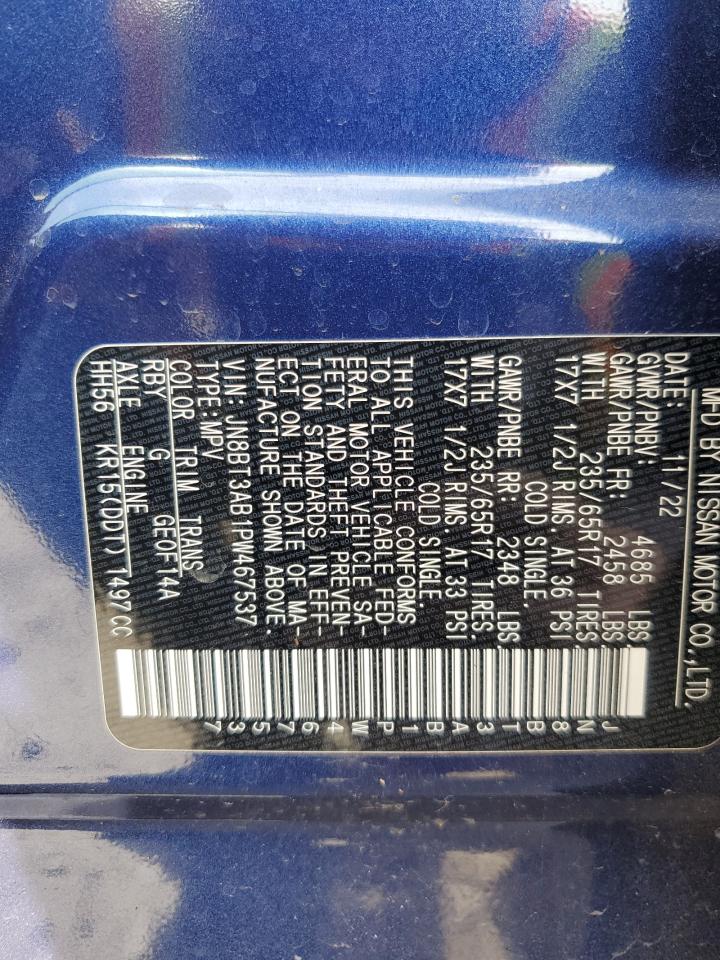 MFD BY NISSAN MOTOR CO.,LTD.
DATE: 11/22
GVWR/PNBV: 4685 LBS.
GAWR/PNBE FR: 2458 LBS.
WITH 235/65R17 TIRES,
17X7 1/2J RIMS AT 36 PSI
COLD SINGLE,
GAWR/PNBE RR: 2348 LBS.
WITH 235/65R17 TIRES,
17X7 1/2J RIMS AT 33 PSI
COLD SINGLE
THIS VEHICLE CONFORMS
TO ALL APPLICABLE FED-
ERAL MOTOR VEHICLE SA-
FETY AND THEFT PREVEN-
TION STANDARDS IN EFF-
ECT ON THE DATE OF MA-
NUFACTURE SHOWN ABOVE.
VIN: JN8BT3AB1PW467537
TYPE: MPV
COLOR TRIM TRANS
RBY G GE0FT4A
AXLE ENGINE
HH56 KR15(DDT) 1497CC
JN8BT3AB1PW467537